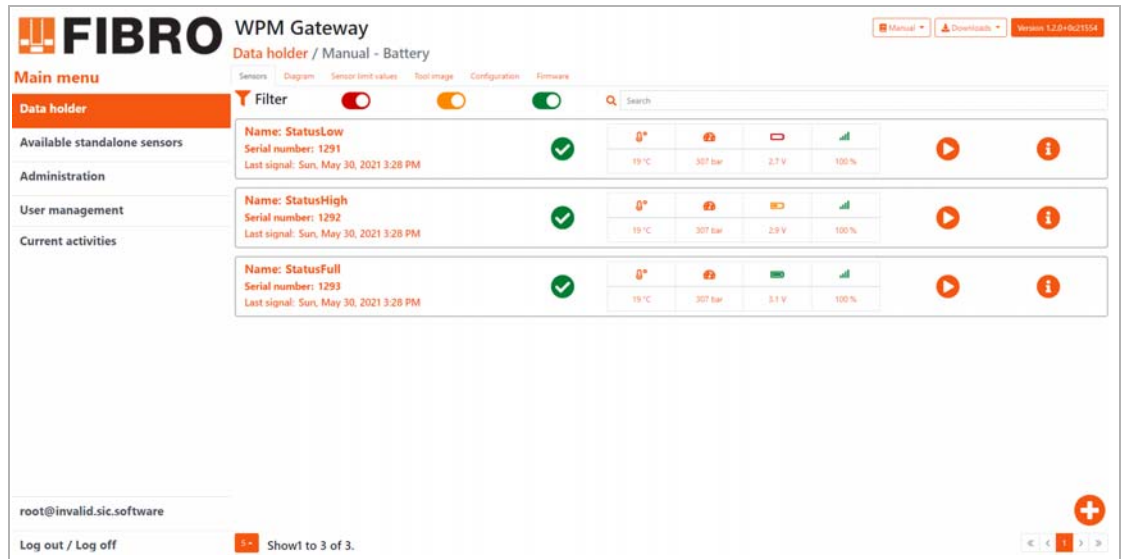 FIBRO
WPM Gateway
Manual
Downloads
Version 1.2.0+0c21554
Data holder / Manual - Battery
Main menu
Sensors Diagram Sensor limit values Tool image Configuration Firmware
Data holder
Filter
Search
Available standalone sensors
Administration
User management
Current activities
Name: StatusLow
Serial number: 1291
Last signal: Sun, May 30, 2021 3:28 PM
19 °C 307 bar 2.7 V 100 %
Name: StatusHigh
Serial number: 1292
Last signal: Sun, May 30, 2021 3:28 PM
19 °C 307 bar 2.9 V 100 %
Name: StatusFull
Serial number: 1293
Last signal: Sun, May 30, 2021 3:28 PM
19 °C 307 bar 3.1 V 100 %
root@invalid.sic.software
Log out / Log off
5 Show1 to 3 of 3.
« ‹ 1 › »